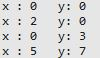 x : 0   y: 0
x : 2   y: 0
x : 0   y: 3
x : 5   y: 7